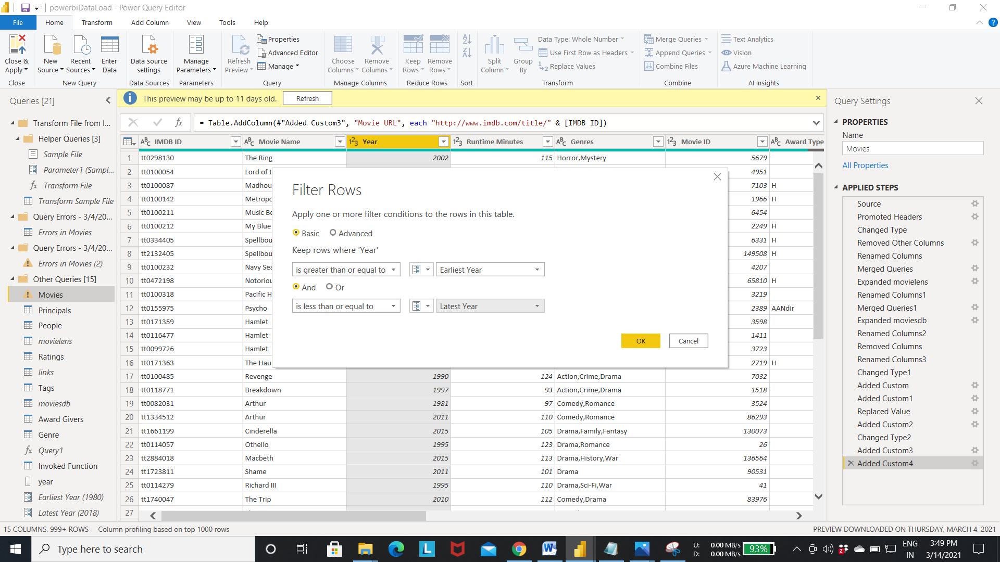 powerbiDataLoad - Power Query Editor
File Home Transform Add Column View Tools Help
Close & Apply New Source Recent Sources Enter Data Data source settings Manage Parameters Refresh Preview Properties Advanced Editor Manage Choose Columns Remove Columns Keep Rows Remove Rows Split Column Group By Data Type: Whole Number Use First Row as Headers Replace Values Merge Queries Append Queries Combine Files Text Analytics Vision Azure Machine Learning
Close New Query Data Sources Parameters Query Manage Columns Reduce Rows Sort Transform Combine AI Insights
Queries [21]
Transform File from I...
Helper Queries [3]
Sample File
Parameter1 (Sampl...
Transform File
Transform Sample File
Query Errors - 3/4/20...
Errors in Movies
Query Errors - 3/4/20...
Errors in Movies (2)
Other Queries [15]
Movies
Principals
People
movielens
Ratings
links
Tags
moviesdb
Award Givers
Genre
Query1
Invoked Function
year
Earliest Year (1980)
Latest Year (2018)
This preview may be up to 11 days old. Refresh
= Table.AddColumn(#"Added Custom3", "Movie URL", each "http://www.imdb.com/title/" & [IMDB ID])
IMDB ID Movie Name Year Runtime Minutes Genres Movie ID Award Type
1 tt0298130 The Ring 2002 115 Horror,Mystery 5679
2 tt0100054 Lord of t 4951
3 tt0100087 Madhou 7103 H
4 tt0100142 Metropo 1966 H
5 tt0100211 Music Bo 6454
6 tt0100212 My Blue 2249 H
7 tt0334405 Spellbou 6331 H
8 tt2132405 Spellbou 149508 H
9 tt0100232 Navy Sea 4207
10 tt0472198 Notoriou 65810 H
11 tt0100318 Pacific H 3219
12 tt0155975 Psycho 2389 AANdir
13 tt0171359 Hamlet 3598
14 tt0116477 Hamlet 1411
15 tt0099726 Hamlet 3723
16 tt0171363 The Hau 2719 H
17 tt0100485 Revenge 1990 124 Action,Crime,Drama 7032
18 tt0118771 Breakdown 1997 93 Action,Crime,Drama 1518
19 tt0082031 Arthur 1981 97 Comedy,Romance 3524
20 tt1334512 Arthur 2011 110 Comedy,Romance 86293
21 tt1661199 Cinderella 2015 105 Drama,Family,Fantasy 130073
22 tt0114057 Othello 1995 123 Drama,Romance 26
23 tt2884018 Macbeth 2015 113 Drama,History,War 136564
24 tt1723811 Shame 2011 101 Drama 90531
25 tt0114279 Richard III 1995 110 Drama,Sci-Fi,War 41
26 tt1740047 The Trip 2010 112 Comedy,Drama 83976
27
Filter Rows
Apply one or more filter conditions to the rows in this table.
Basic Advanced
Keep rows where 'Year'
is greater than or equal to Earliest Year
And Or
is less than or equal to Latest Year
OK Cancel
Query Settings
PROPERTIES
Name
Movies
All Properties
APPLIED STEPS
Source
Promoted Headers
Changed Type
Removed Other Columns
Renamed Columns
Merged Queries
Expanded movielens
Renamed Columns1
Merged Queries1
Expanded moviesdb
Renamed Columns2
Removed Columns
Renamed Columns3
Changed Type1
Added Custom
Added Custom1
Replaced Value
Added Custom2
Changed Type2
Added Custom3
Added Custom4
15 COLUMNS, 999+ ROWS Column profiling based on top 1000 rows PREVIEW DOWNLOADED ON THURSDAY, MARCH 4, 2021
Type here to search
U: 0.00 MB/s
D: 0.00 MB/s
93%
ENG
IN
3:49 PM
3/14/2021